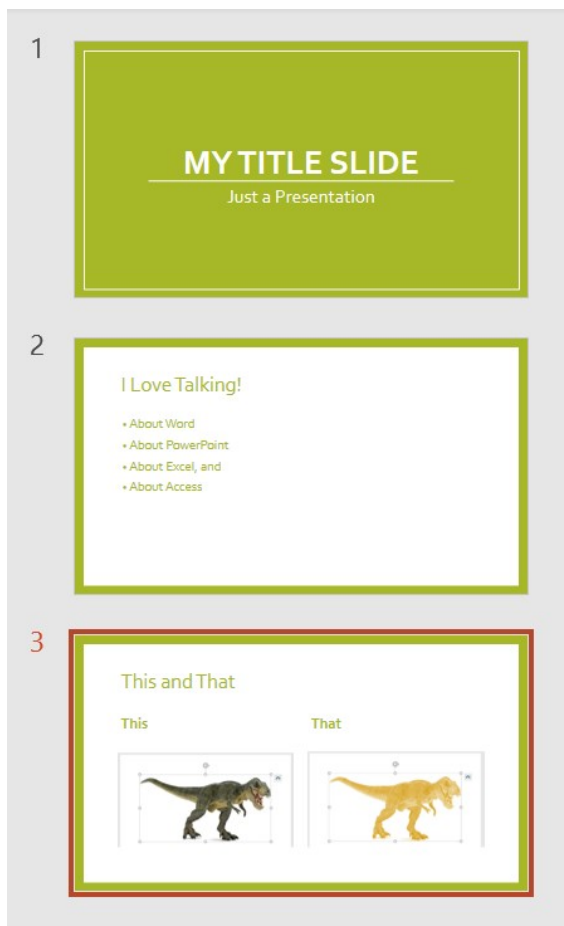 1
MY TITLE SLIDE
Just a Presentation
2
I Love Talking!
• About Word
• About PowerPoint
• About Excel, and
• About Access
3
This and That
This That